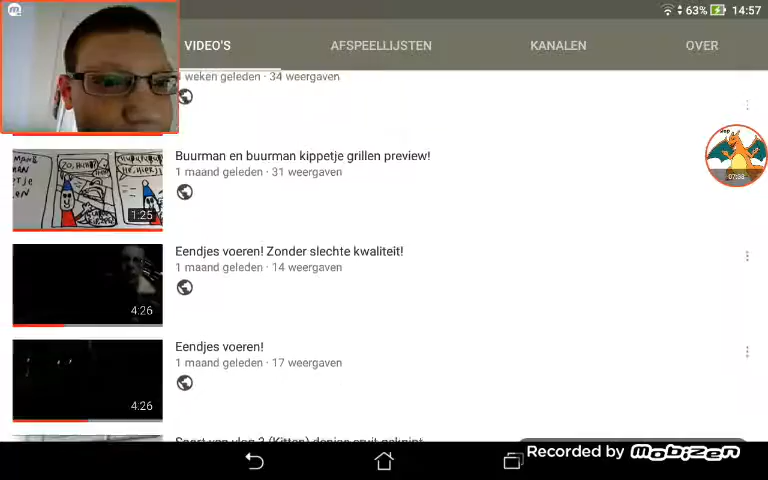 63% 14:57
VIDEO'S AFSPEELLIJSTEN KANALEN OVER
weken geleden · 34 weergaven
Buurman en buurman kippetje grillen preview!
1 maand geleden · 31 weergaven
1:25
07:58
Eendjes voeren! Zonder slechte kwaliteit!
1 maand geleden · 14 weergaven
4:26
Eendjes voeren!
1 maand geleden · 17 weergaven
4:26
Recorded by mobizen